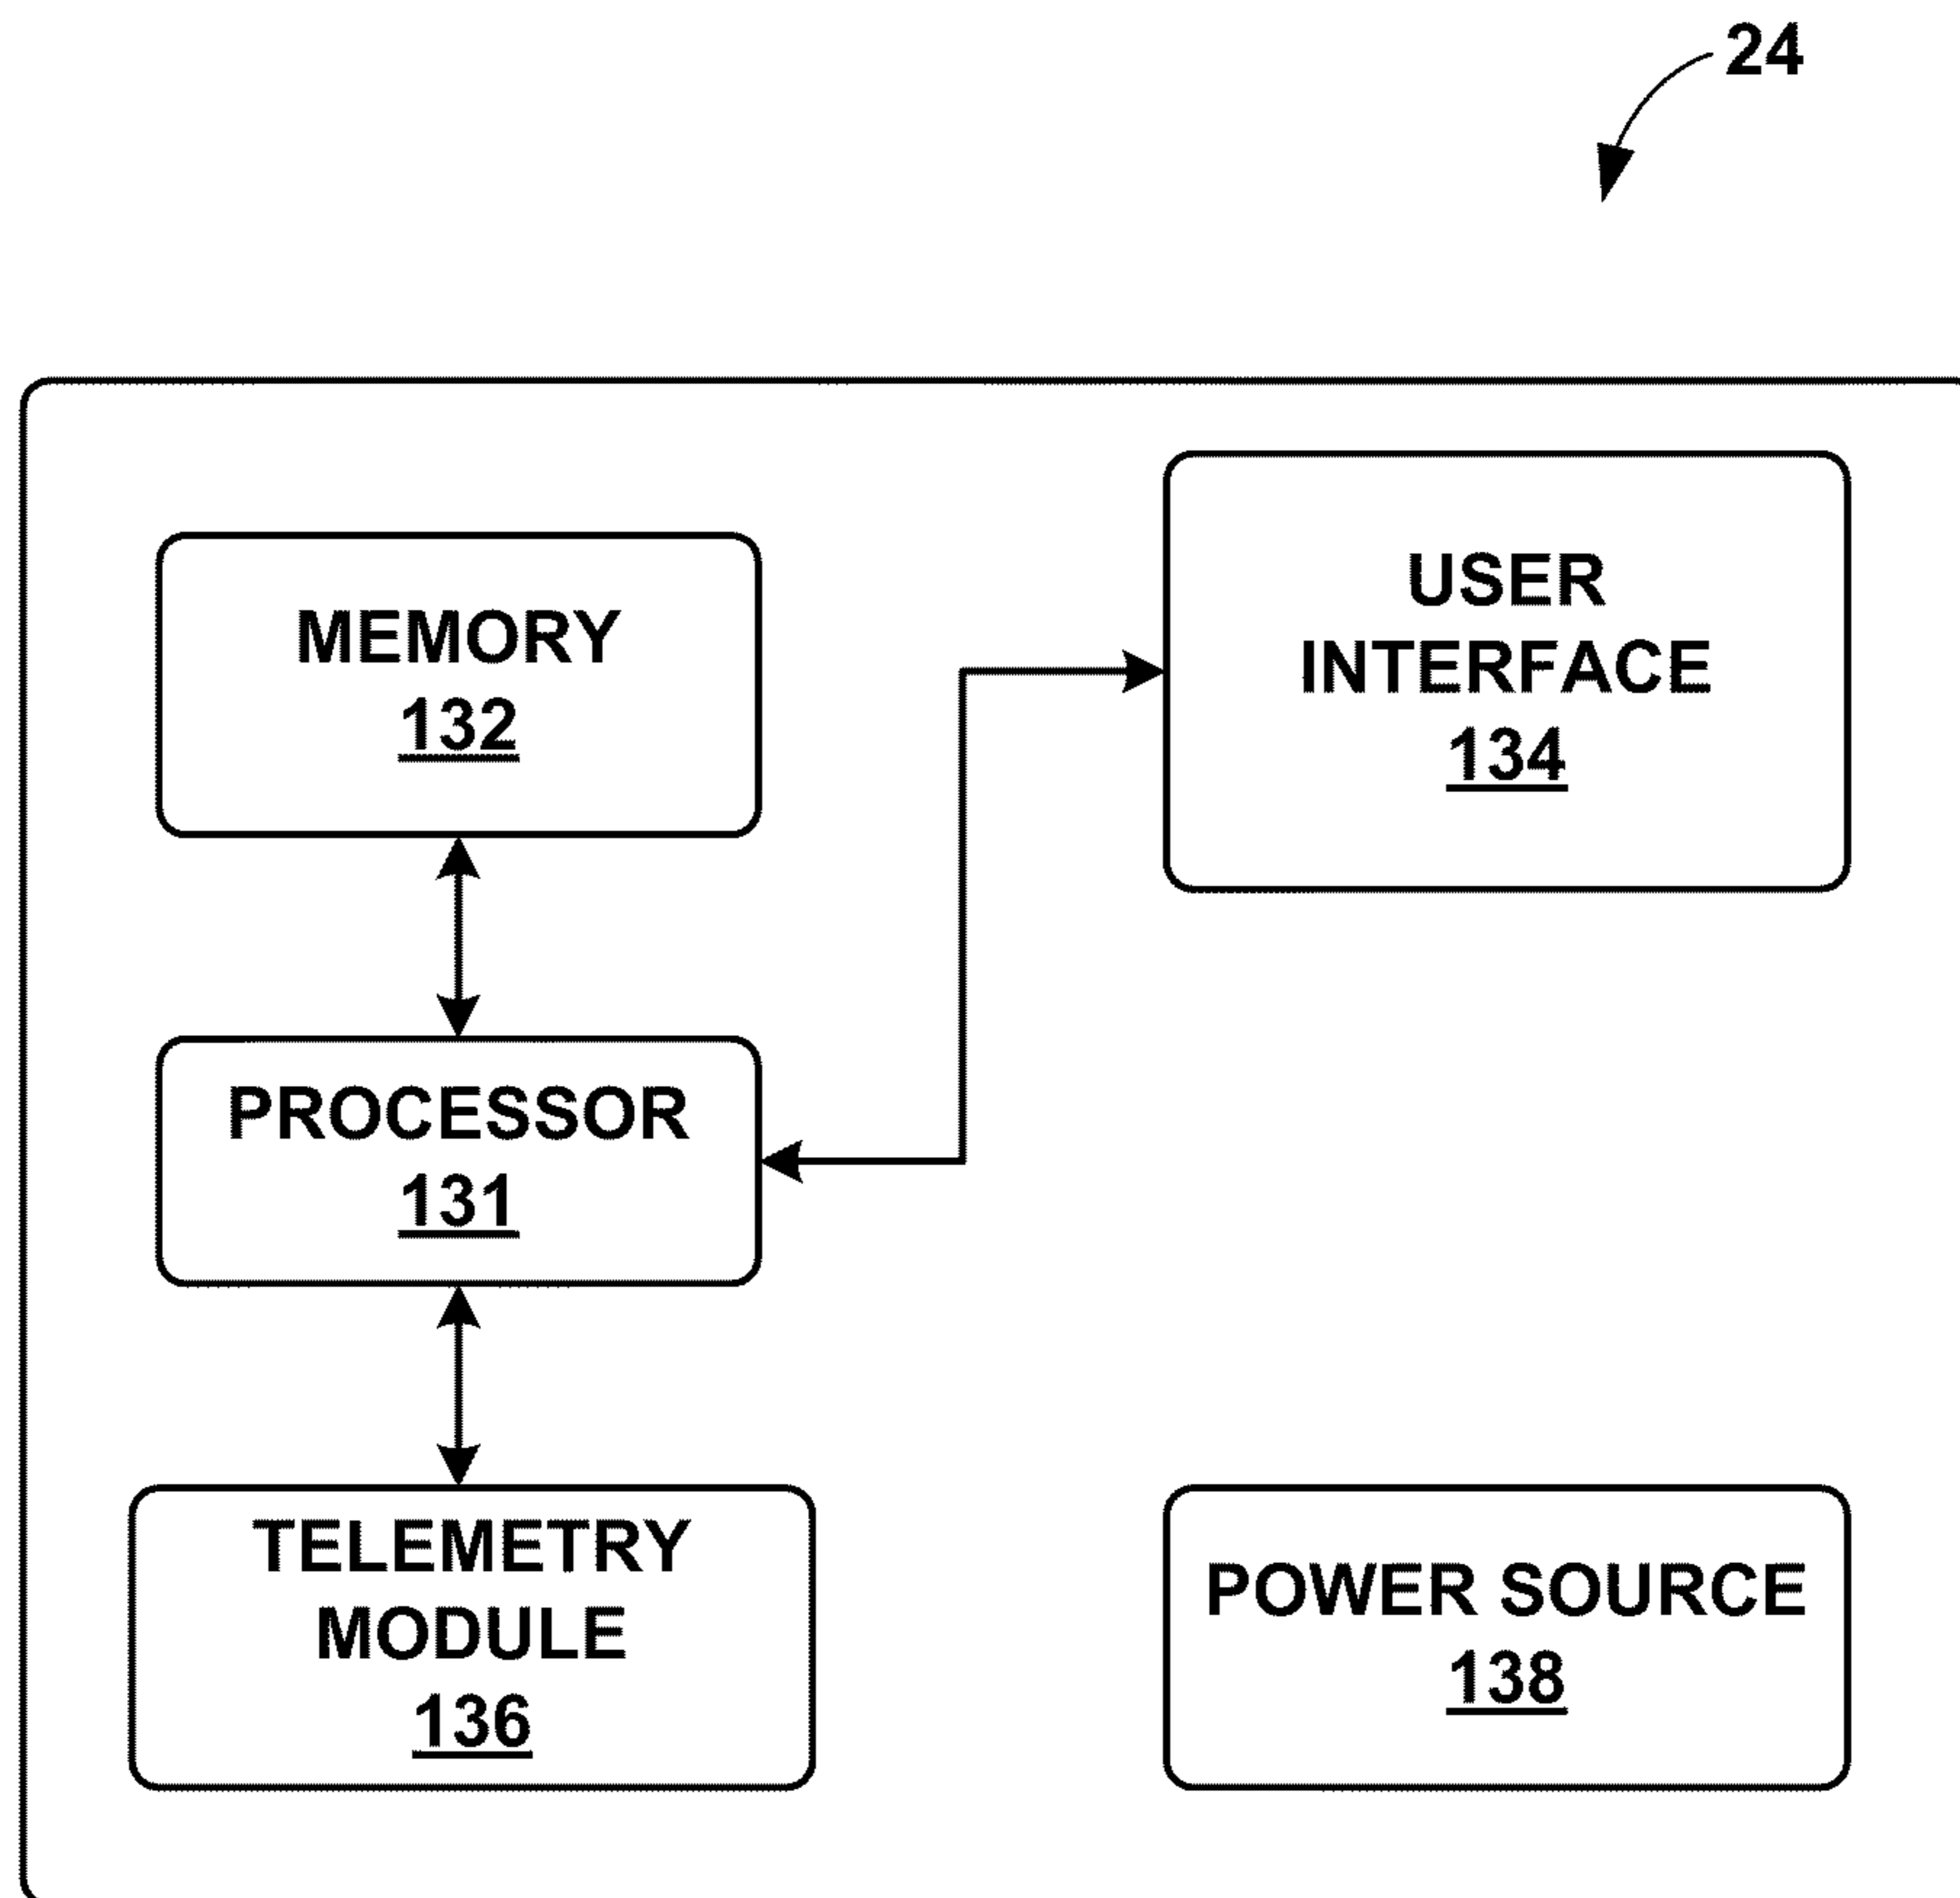 24
MEMORY
132
USER
INTERFACE
134
PROCESSOR
131
TELEMETRY
MODULE
136
POWER SOURCE
138